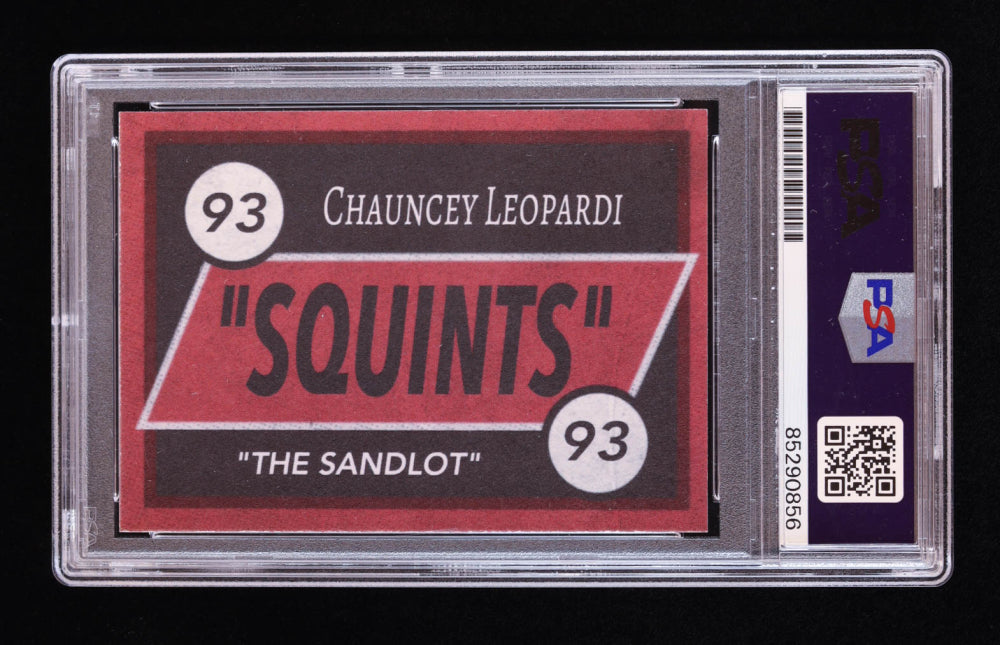 93
CHAUNCEY LEOPARDI
"SQUINTS"
93
"THE SANDLOT"
PSA
PSA
85290856